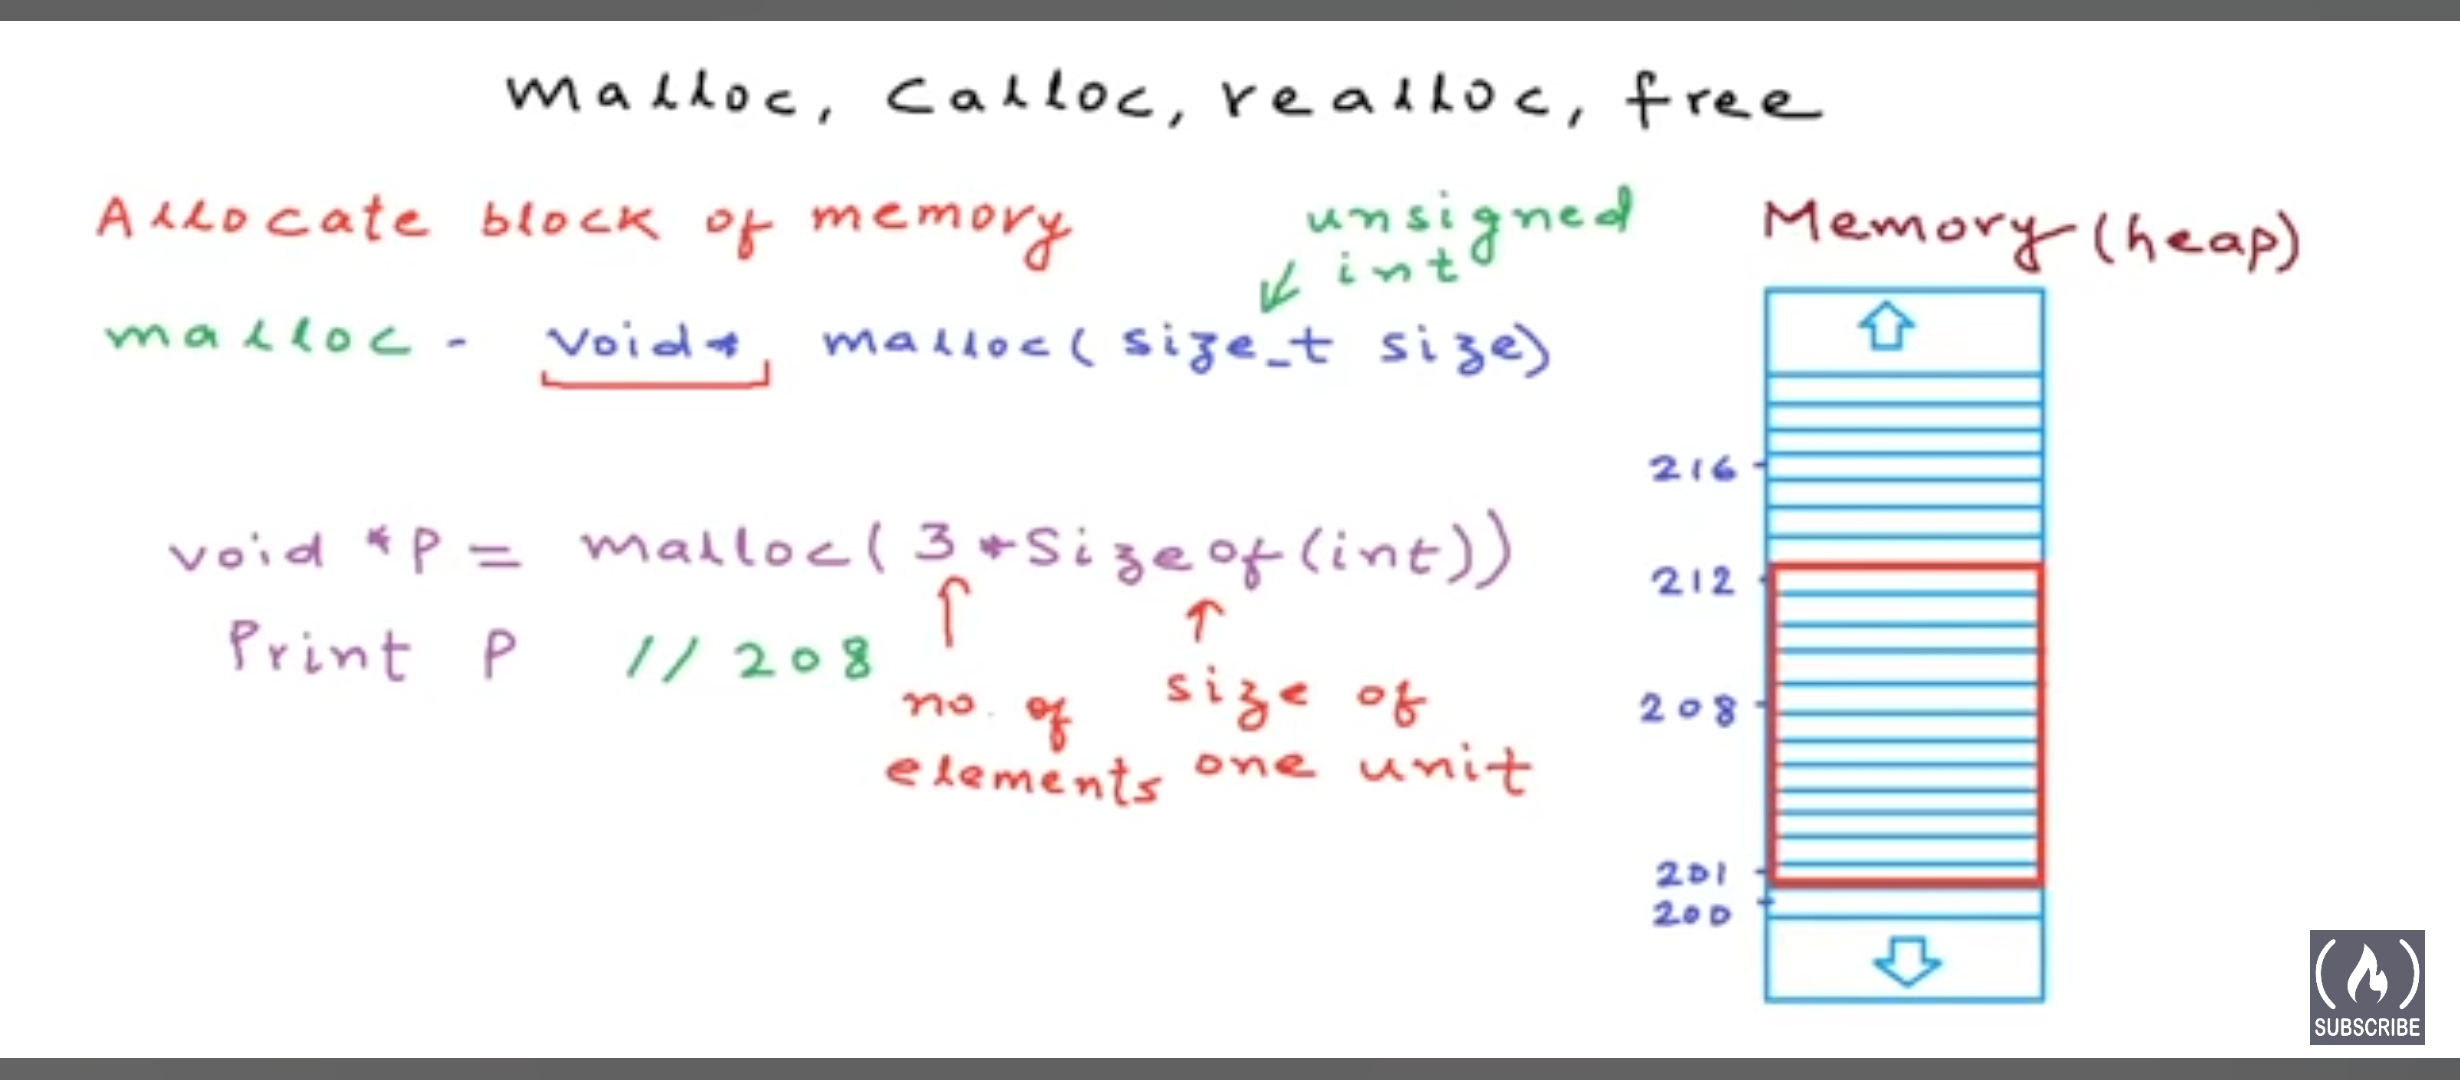 malloc, calloc, realloc, free
Allocate block of memory
unsigned
int
Memory (heap)
malloc - void* malloc(size_t size)
216
void *P = malloc(3*Sizeof(int))
212
Print P // 208
208
no. of
elements
size of
one unit
201
200
SUBSCRIBE